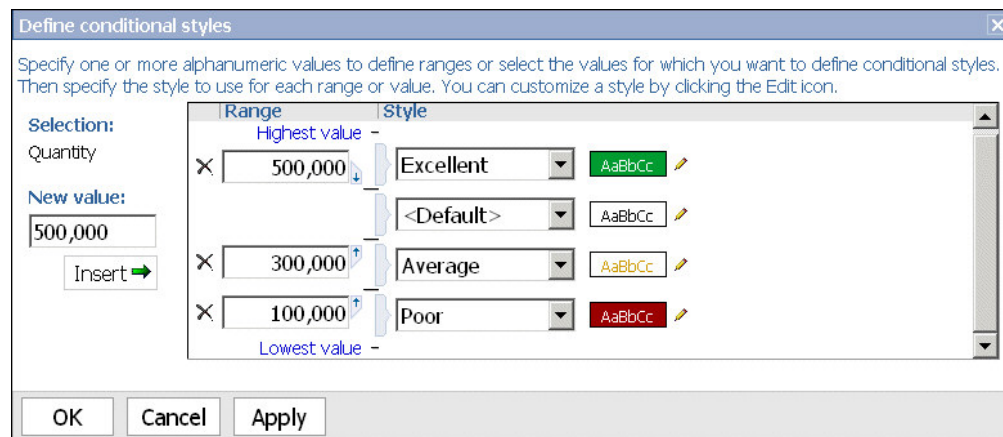 Define conditional styles
Specify one or more alphanumeric values to define ranges or select the values for which you want to define conditional styles.
Then specify the style to use for each range or value. You can customize a style by clicking the Edit icon.
Selection:
Quantity
New value:
500,000
Insert
Range Style
Highest value -
500,000 Excellent AaBbCc
<Default> AaBbCc
300,000 Average AaBbCc
100,000 Poor AaBbCc
Lowest value -
OK Cancel Apply